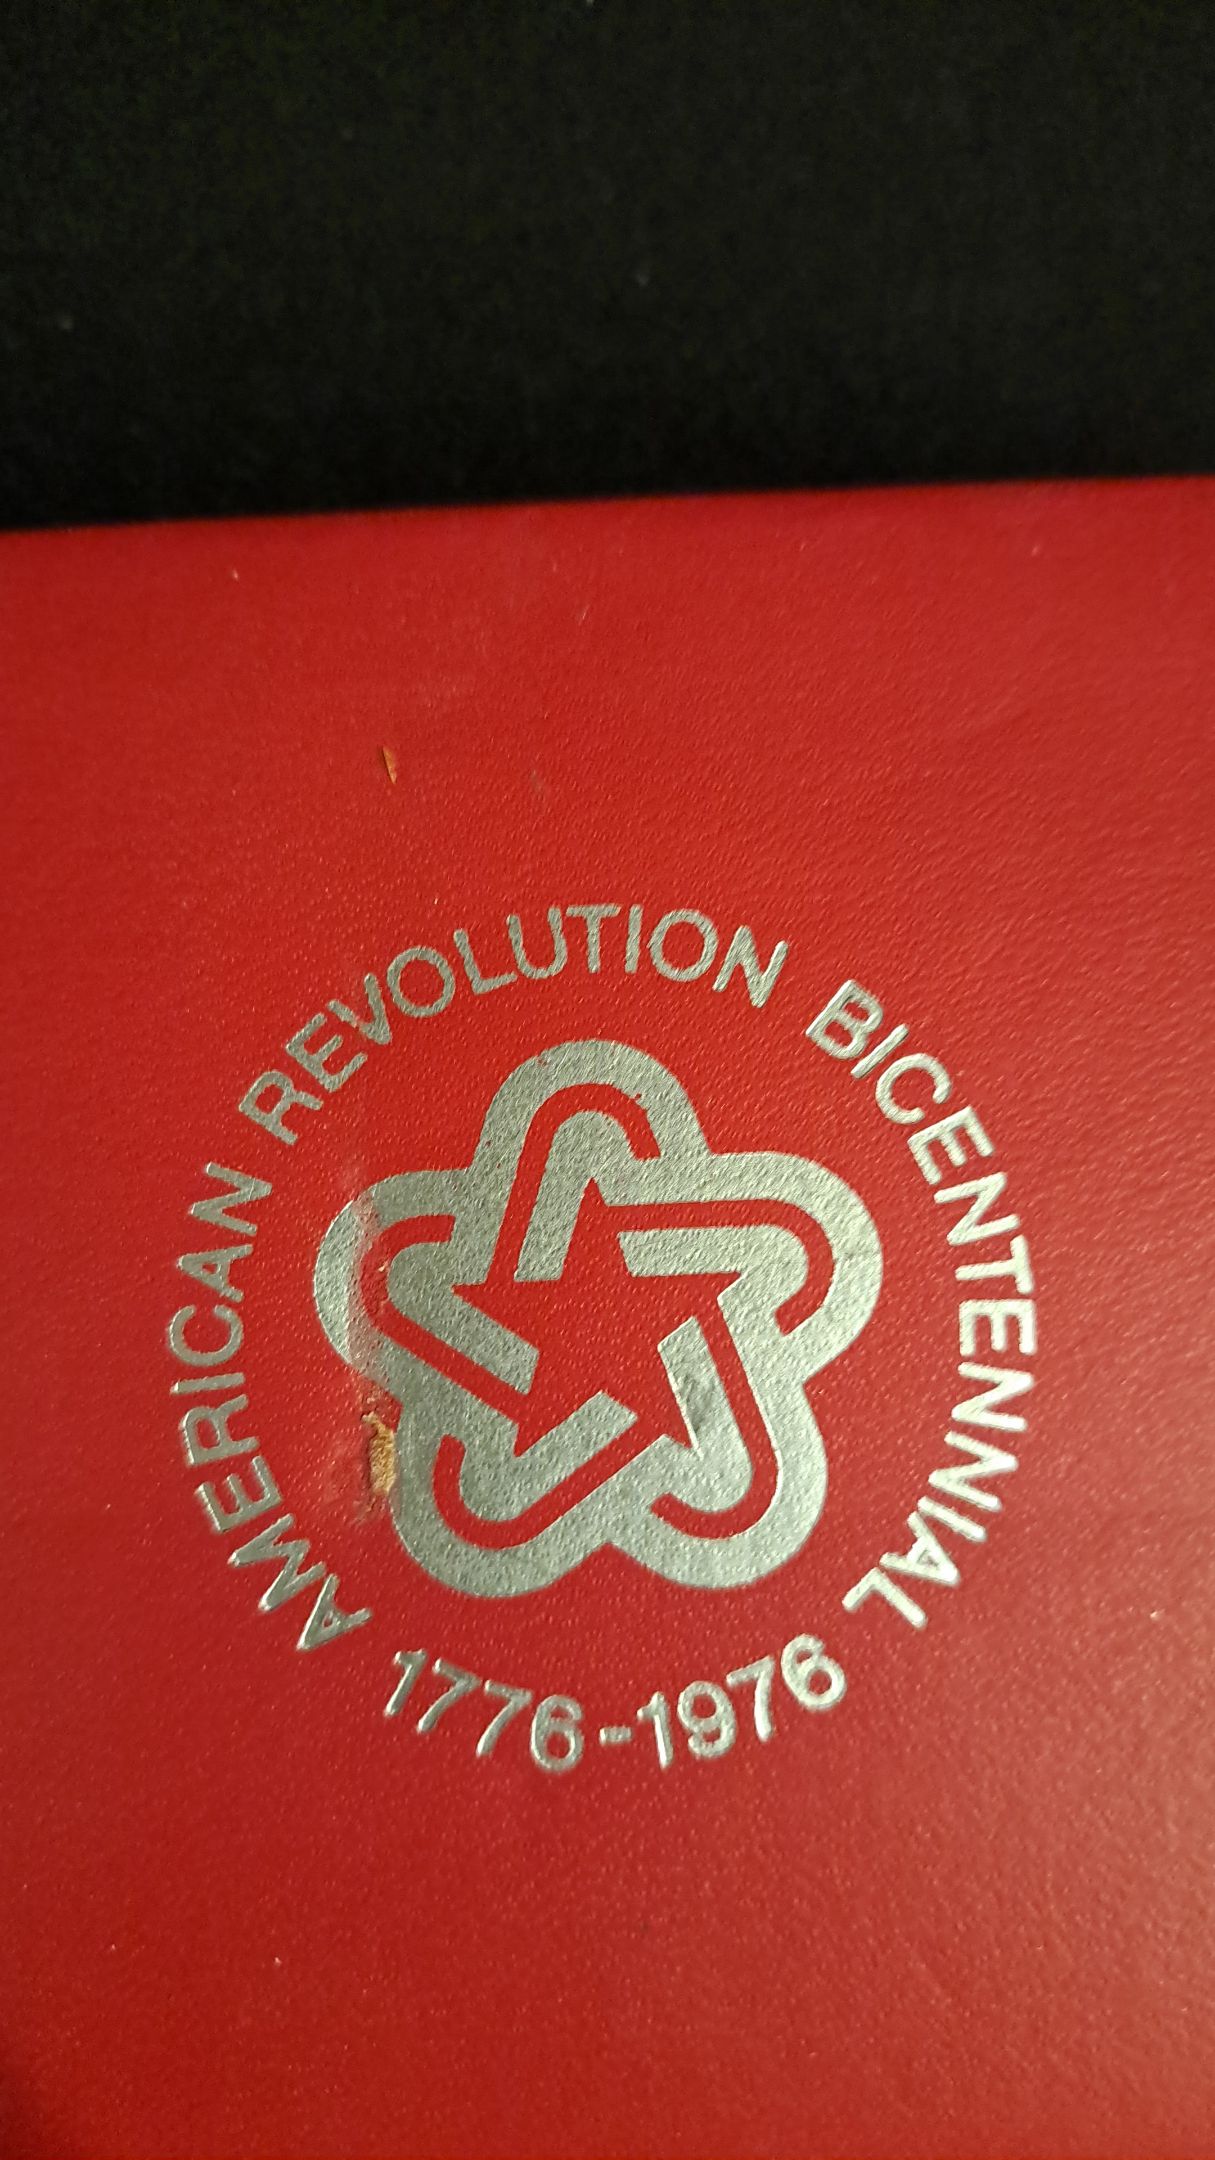 AMERICAN REVOLUTION BICENTENNIAL
1776-1976